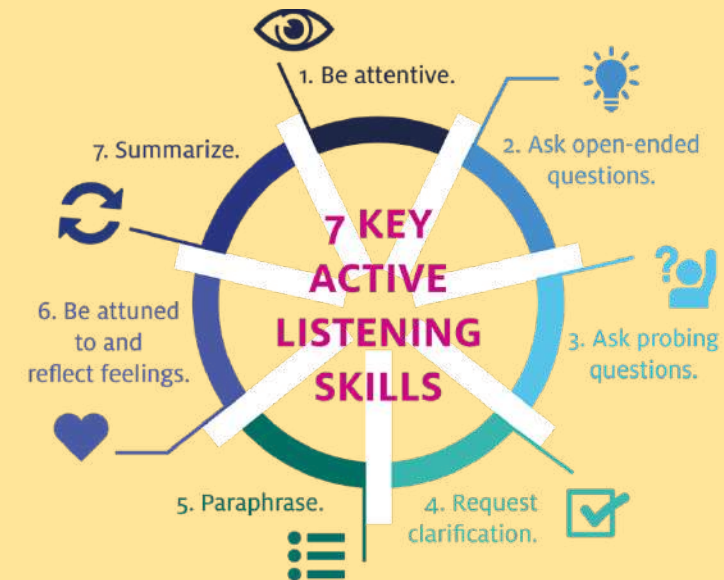 7 KEY
ACTIVE
LISTENING
SKILLS
1. Be attentive.
2. Ask open-ended
questions.
3. Ask probing
questions.
4. Request
clarification.
5. Paraphrase.
6. Be attuned
to and
reflect feelings.
7. Summarize.